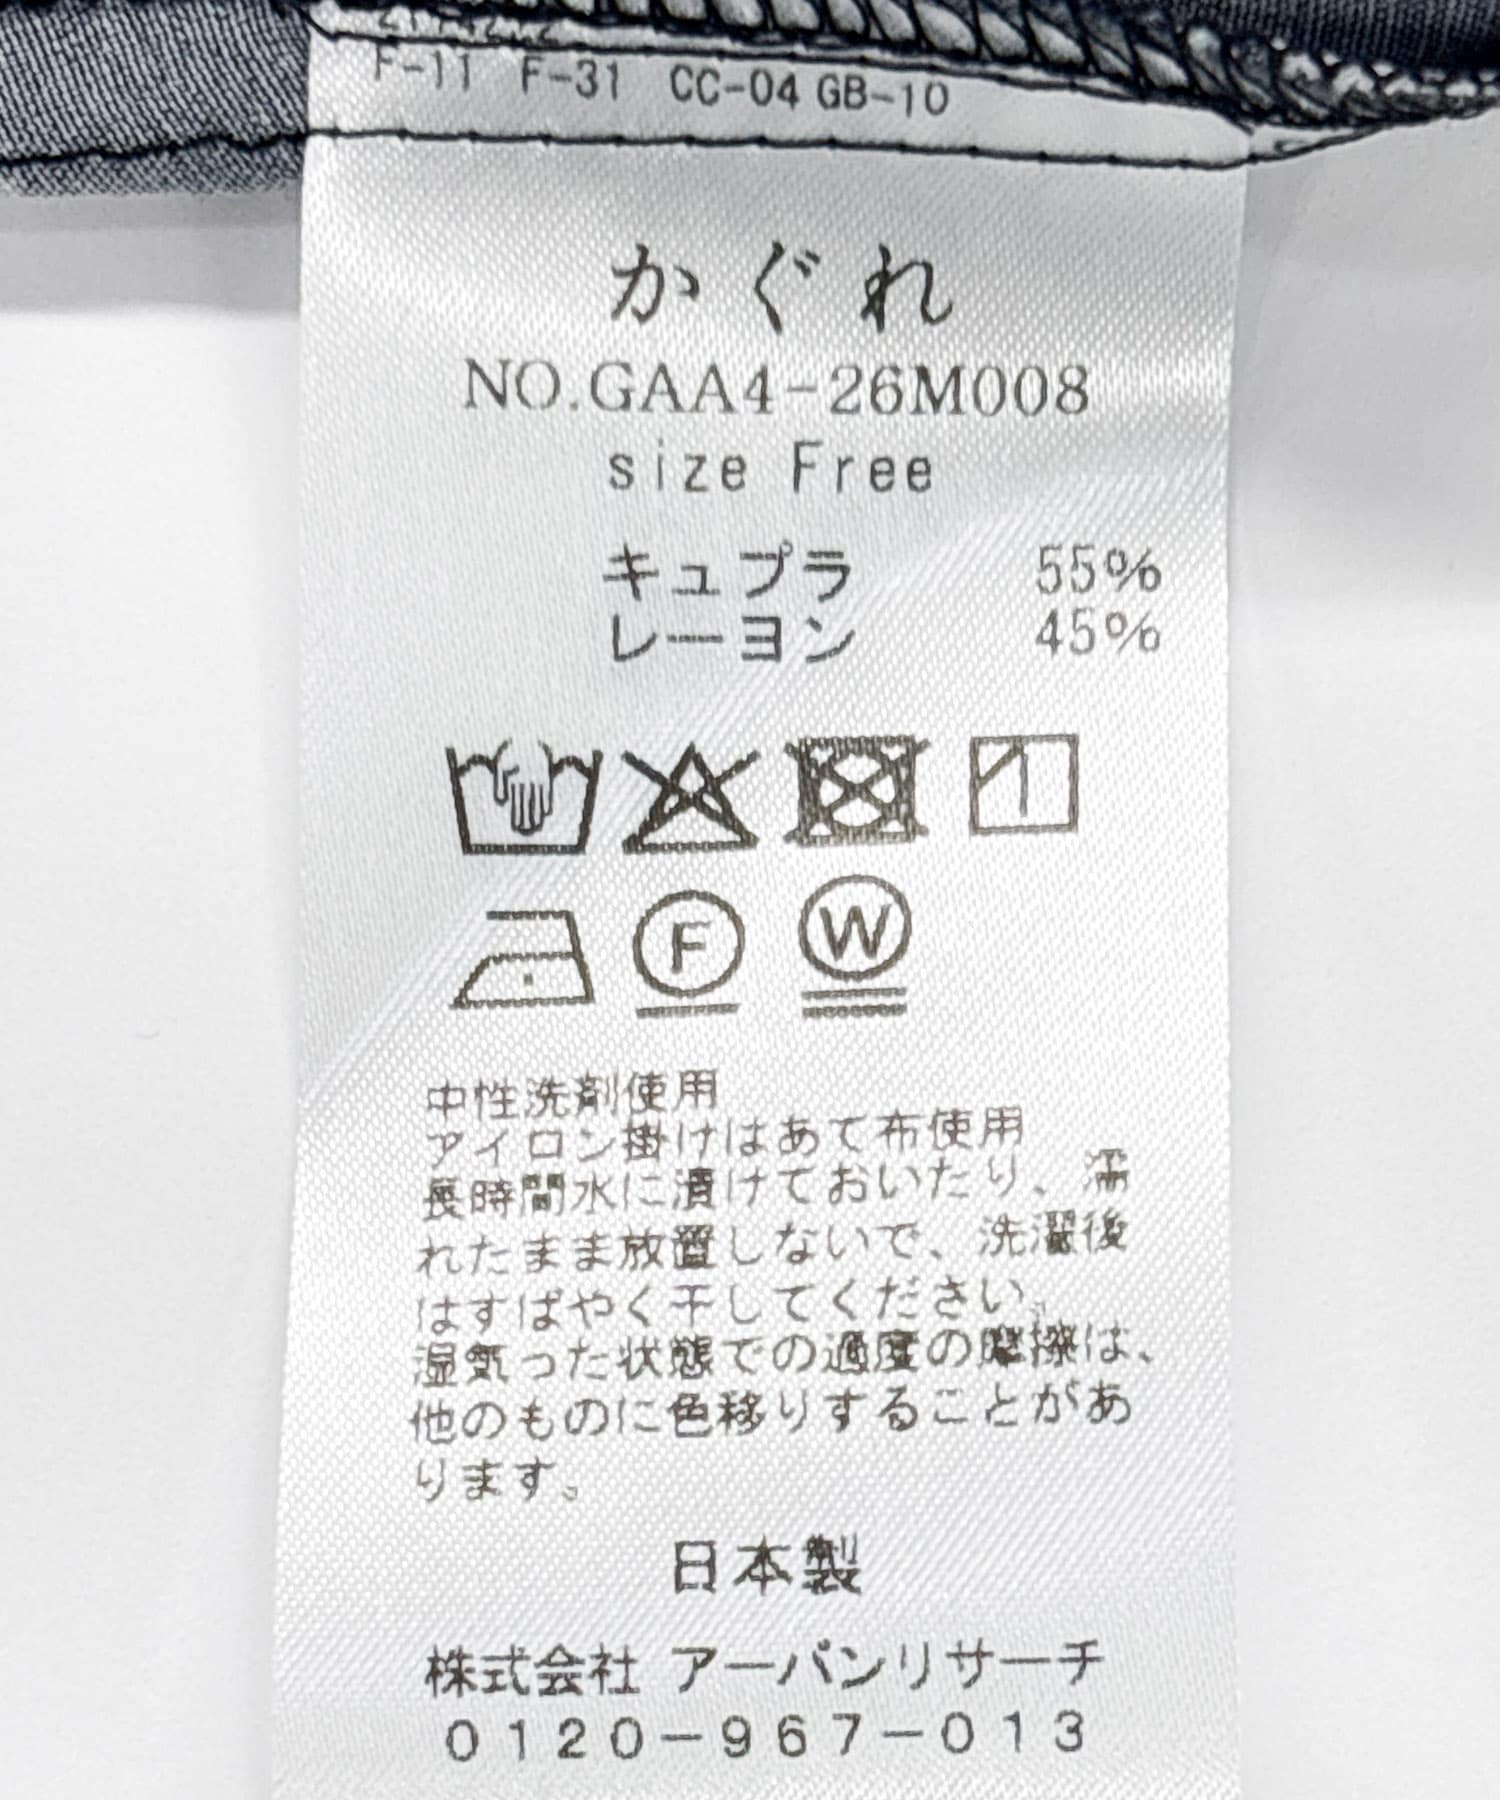 F-11 F-31 CC-04 GB-10
かぐれ
NO.GAA4-26M008
size Free
キュプラ 55%
レーヨン 45%
F W
中性洗剤使用
アイロン掛けはあて布使用
長時間水に漬けておいたり、濡
れたまま放置しないで、洗濯後
はすばやく干してください。
湿気った状態での過度の摩擦は、
他のものに色移りすることがあ
ります。
日本製
株式会社 アーバンリサーチ
0120-967-013